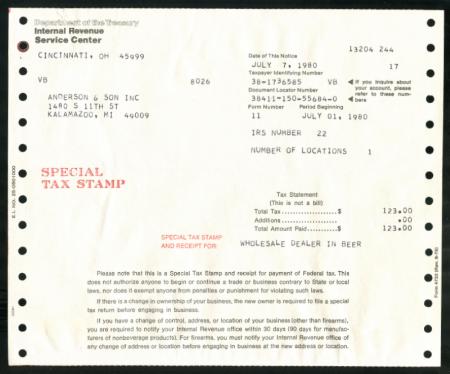 Department of the Treasury
Internal Revenue
Service Center
CINCINNATI, OH 45999
13204 244
Date of This Notice
JULY 7, 1980 17
Taxpayer Identifying Number
VB 8026 38-1736585 VB
If you inquire about
your account, please
refer to these num-
bers
Document Locator Number
ANDERSON & SON INC
38411-150-55684-0
1480 S 11TH ST
Form Number Period Beginning
KALAMAZOO, MI 49009
11 JULY 01, 1980
IRS NUMBER 22
NUMBER OF LOCATIONS 1
SPECIAL
TAX STAMP
Tax Statement
(This is not a bill)
Total Tax....................$ 123.00
Additions .................... .00
Total Amount Paid..........$ 123.00
SPECIAL TAX STAMP
AND RECEIPT FOR:
WHOLESALE DEALER IN BEER
Please note that this is a Special Tax Stamp and receipt for payment of Federal tax. This
does not authorize anyone to begin or continue a trade or business contrary to State or local
laws, nor does it exempt anyone from penalties or punishment for violating such laws.
If there is a change in ownership of your business, the new owner is required to file a special
tax return before engaging in business.
If you have a change of control, address, or location of your business (other than firearms),
you are required to notify your Internal Revenue office within 30 days (90 days for manufac-
turers of nonbeverage products). For firearms, you must notify your Internal Revenue office of
any change of address or location before engaging in business at the new address or location.